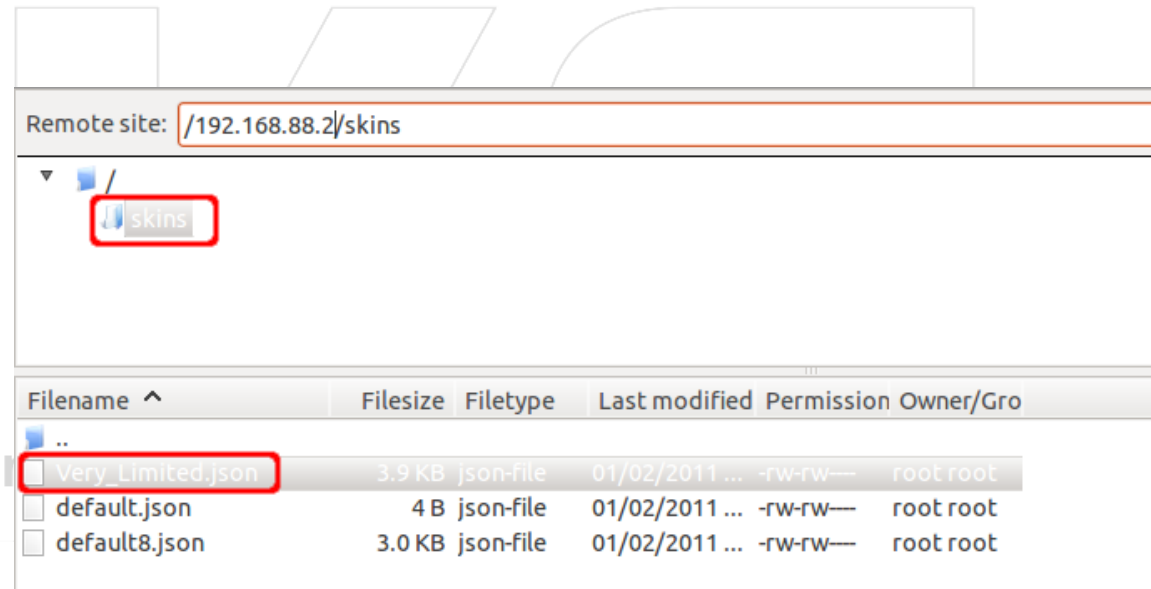 Remote site: /192.168.88.2/skins
/
skins
Filename Filesize Filetype Last modified Permission Owner/Gro
..
Very_Limited.json 3.9 KB json-file 01/02/2011 ... -rw-rw---- root root
default.json 4 B json-file 01/02/2011 ... -rw-rw---- root root
default8.json 3.0 KB json-file 01/02/2011 ... -rw-rw---- root root